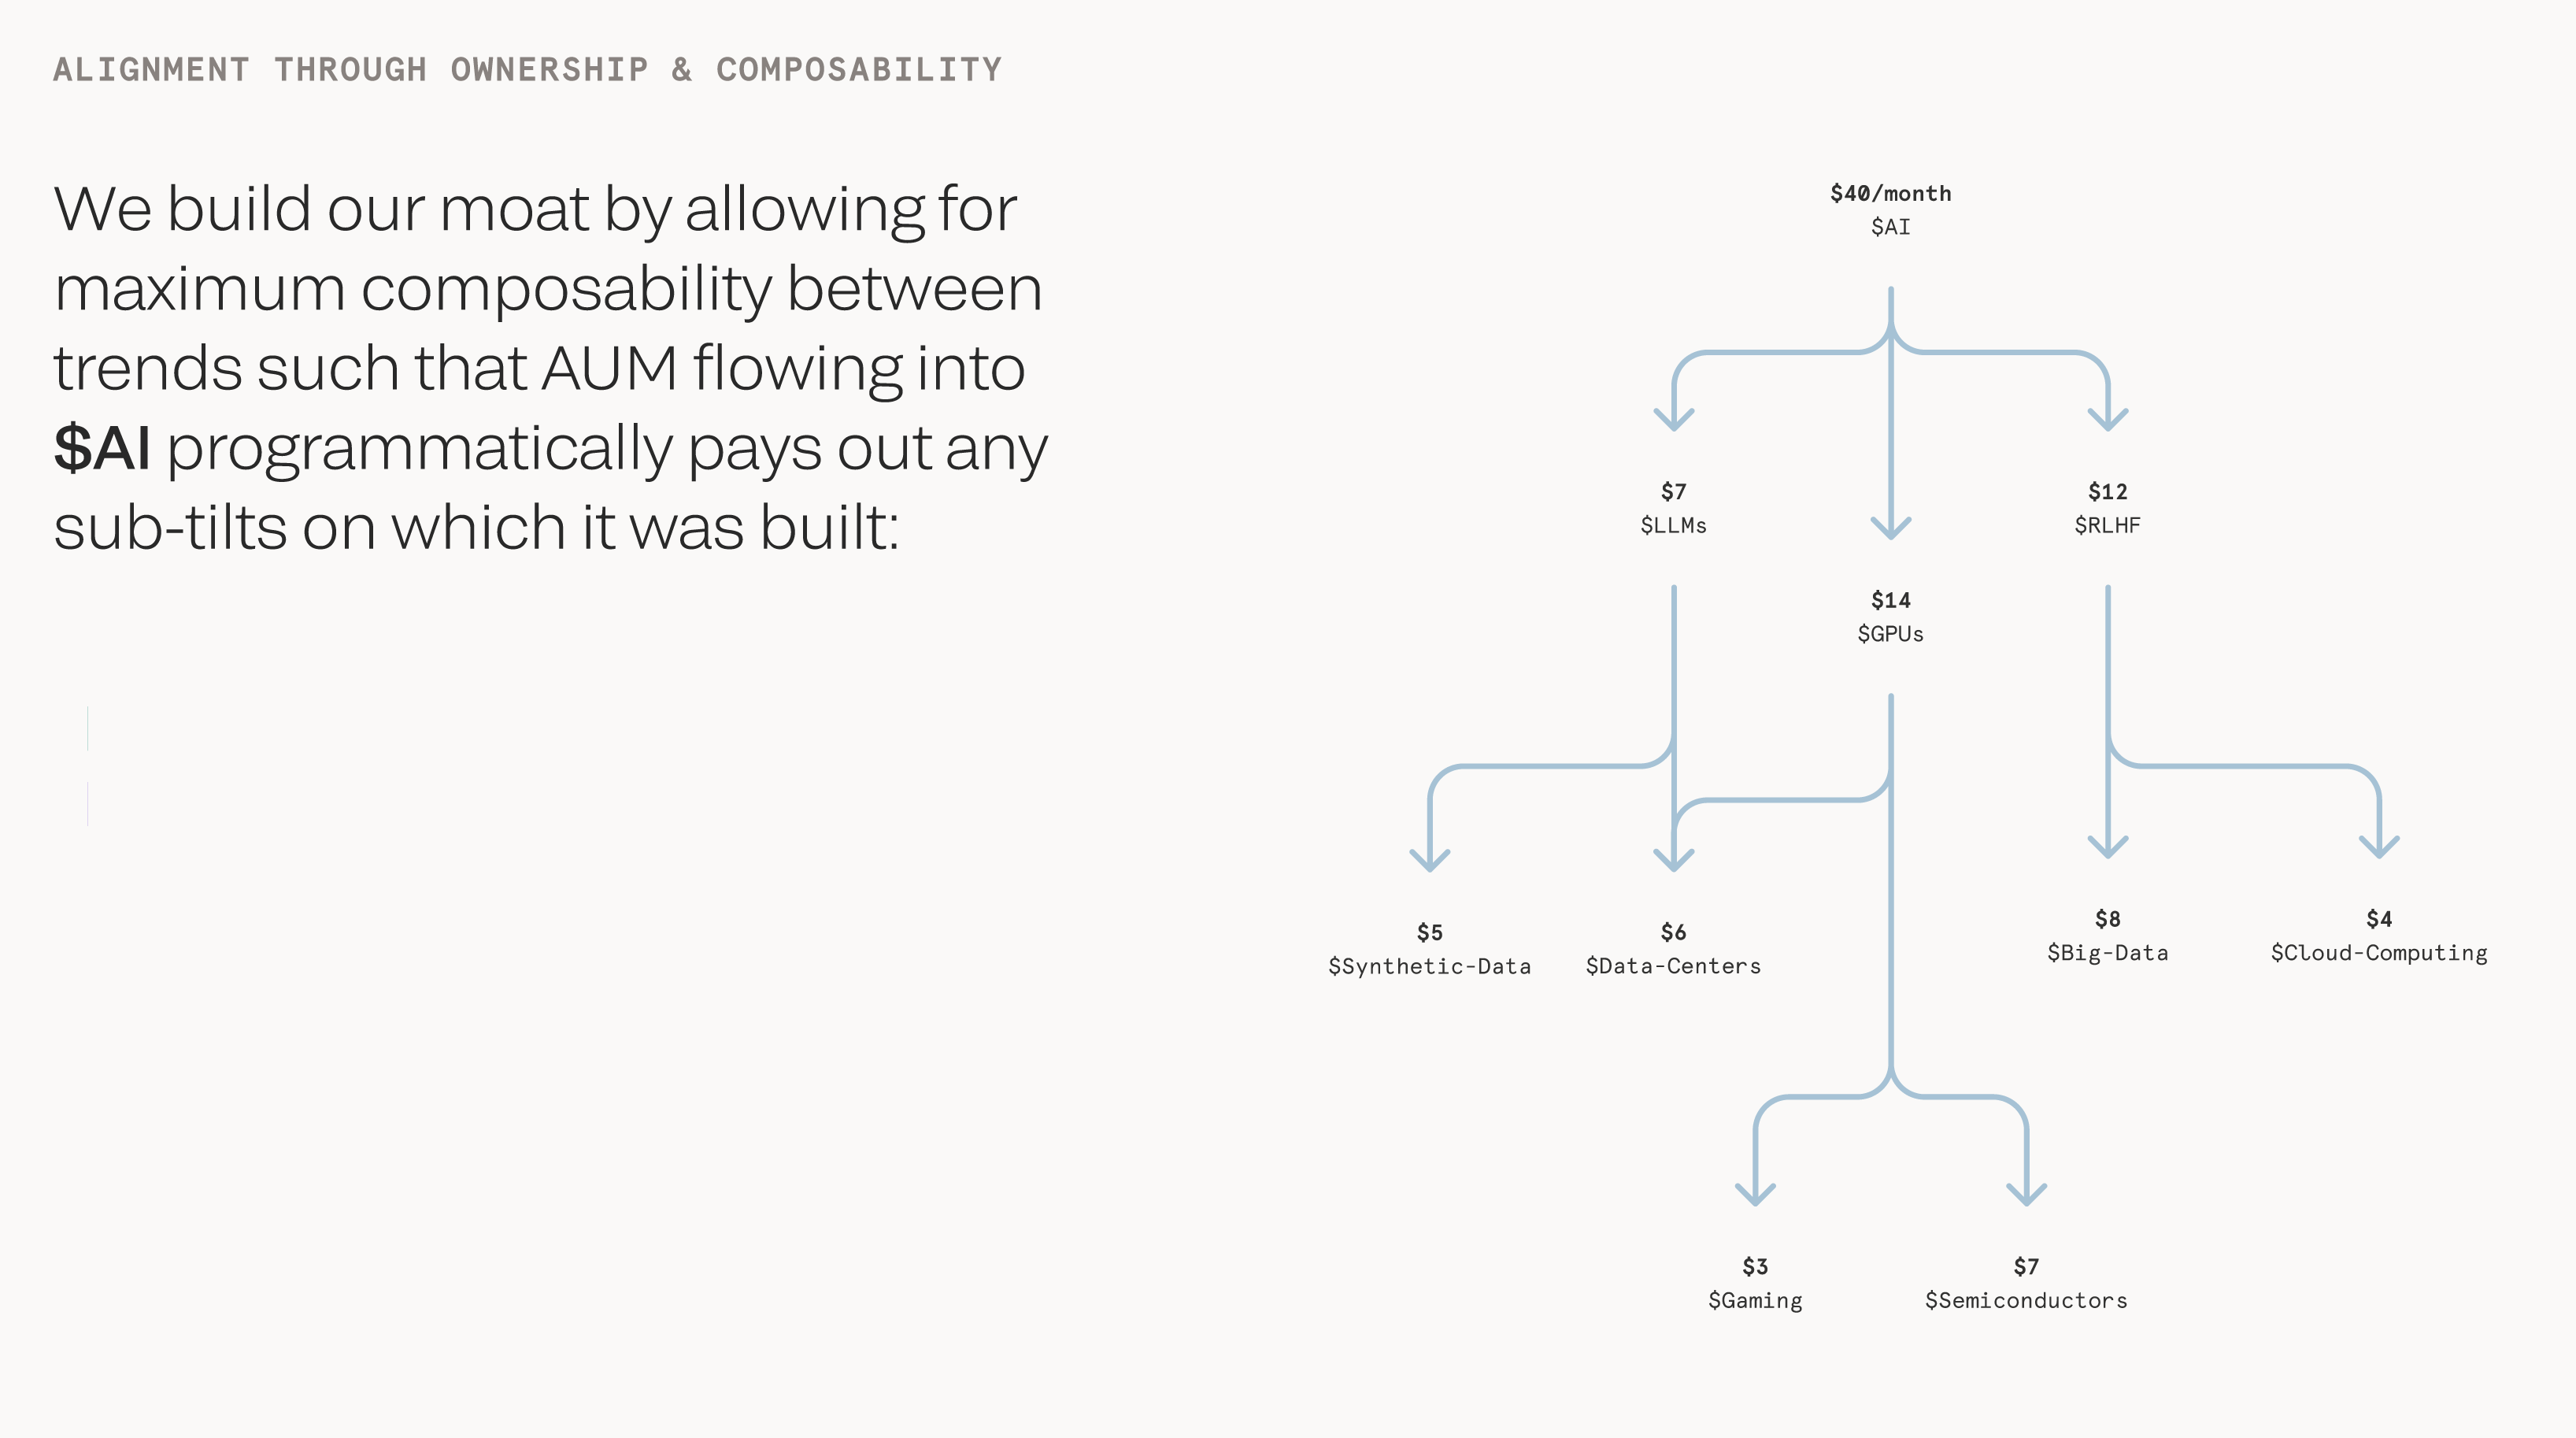 ALIGNMENT THROUGH OWNERSHIP & COMPOSABILITY
We build our moat by allowing for
maximum composability between
trends such that AUM flowing into
$AI programmatically pays out any
sub-tilts on which it was built:
$40/month
$AI
$7
$LLMs
$12
$RLHF
$14
$GPUs
$5
$Synthetic-Data
$6
$Data-Centers
$8
$Big-Data
$4
$Cloud-Computing
$3
$Gaming
$7
$Semiconductors